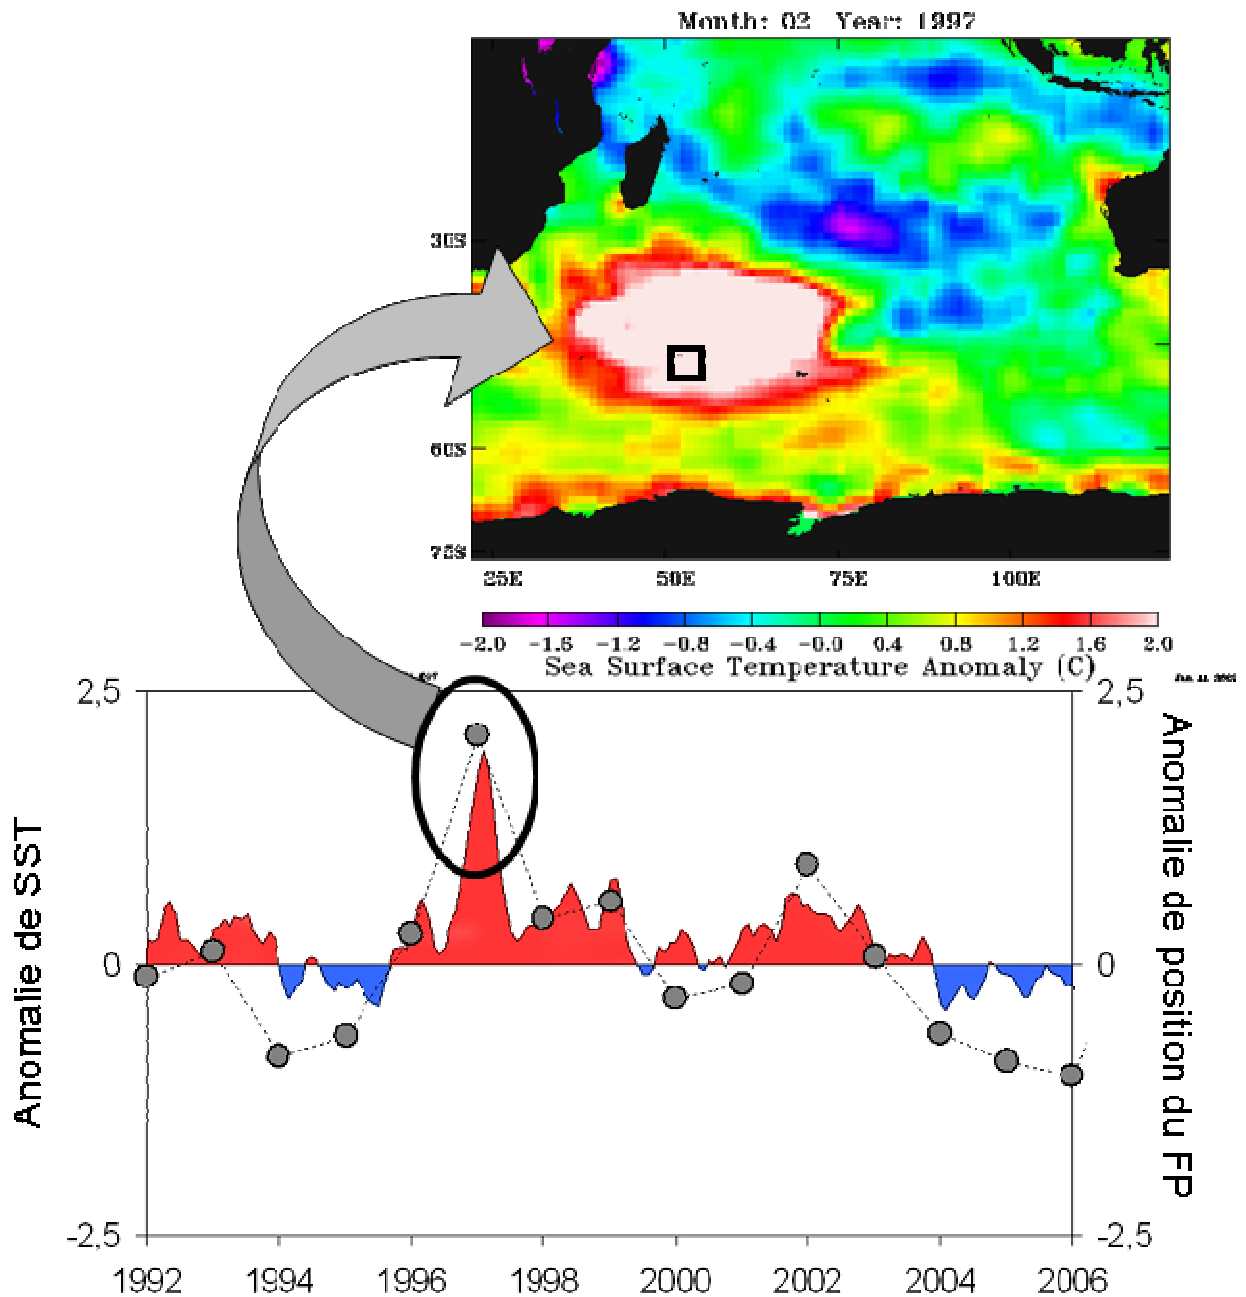 Month: 02 Year: 1997
30S
60S
75S
25E 50E 75E 100E
-2.0 -1.6 -1.2 -0.8 -0.4 -0.0 0.4 0.8 1.2 1.6 2.0
Sea Surface Temperature Anomaly (C)
2,5 2,5
0 0
-2,5 -2,5
Anomalie de SST
Anomalie de position du FP
1992 1994 1996 1998 2000 2002 2004 2006